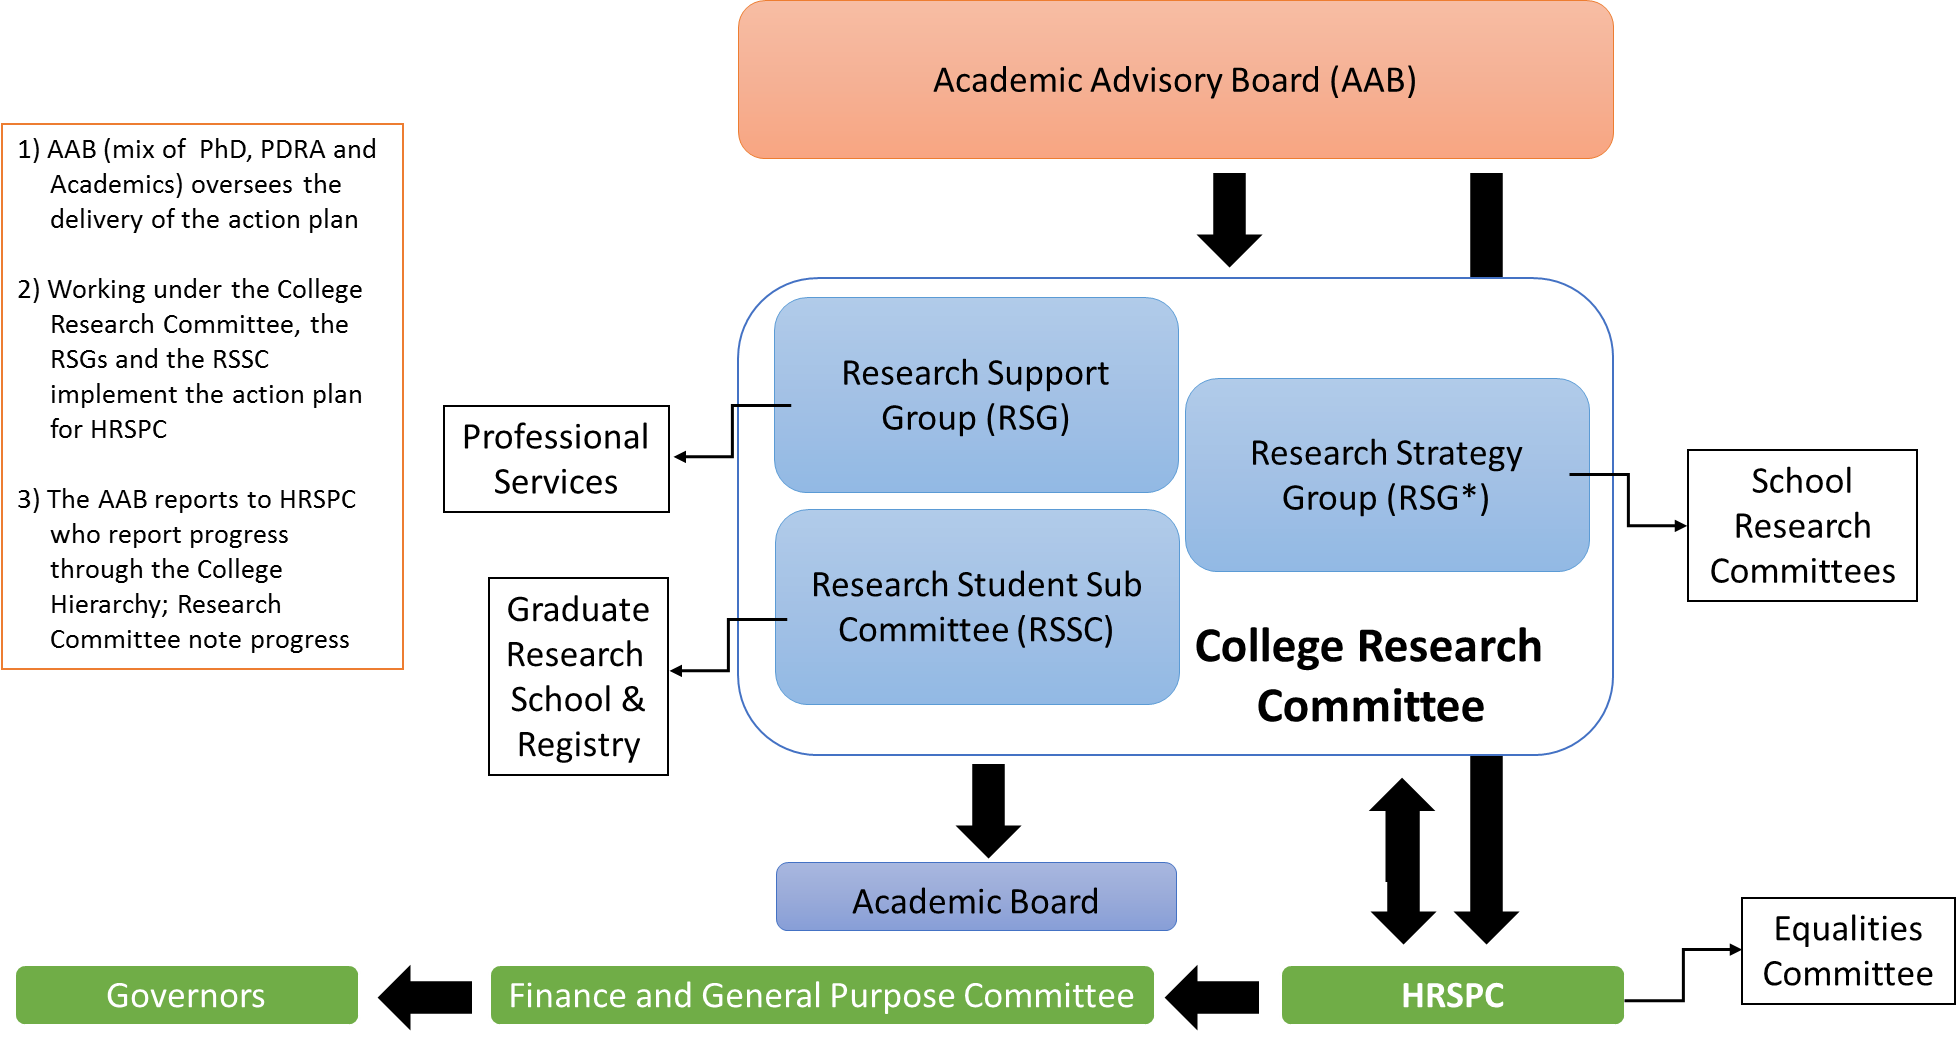 Academic Advisory Board (AAB)
1) AAB (mix of PhD, PDRA and
Academics) oversees the
delivery of the action plan
2) Working under the College
Research Committee, the
RSGs and the RSSC
implement the action plan
for HRSPC
3) The AAB reports to HRSPC
who report progress
through the College
Hierarchy; Research
Committee note progress
Research Support
Group (RSG)
Professional
Services
Research Strategy
Group (RSG*)
School
Research
Committees
Research Student Sub
Committee (RSSC)
Graduate
Research
School &
Registry
College Research
Committee
Academic Board
Equalities
Committee
Governors
Finance and General Purpose Committee
HRSPC